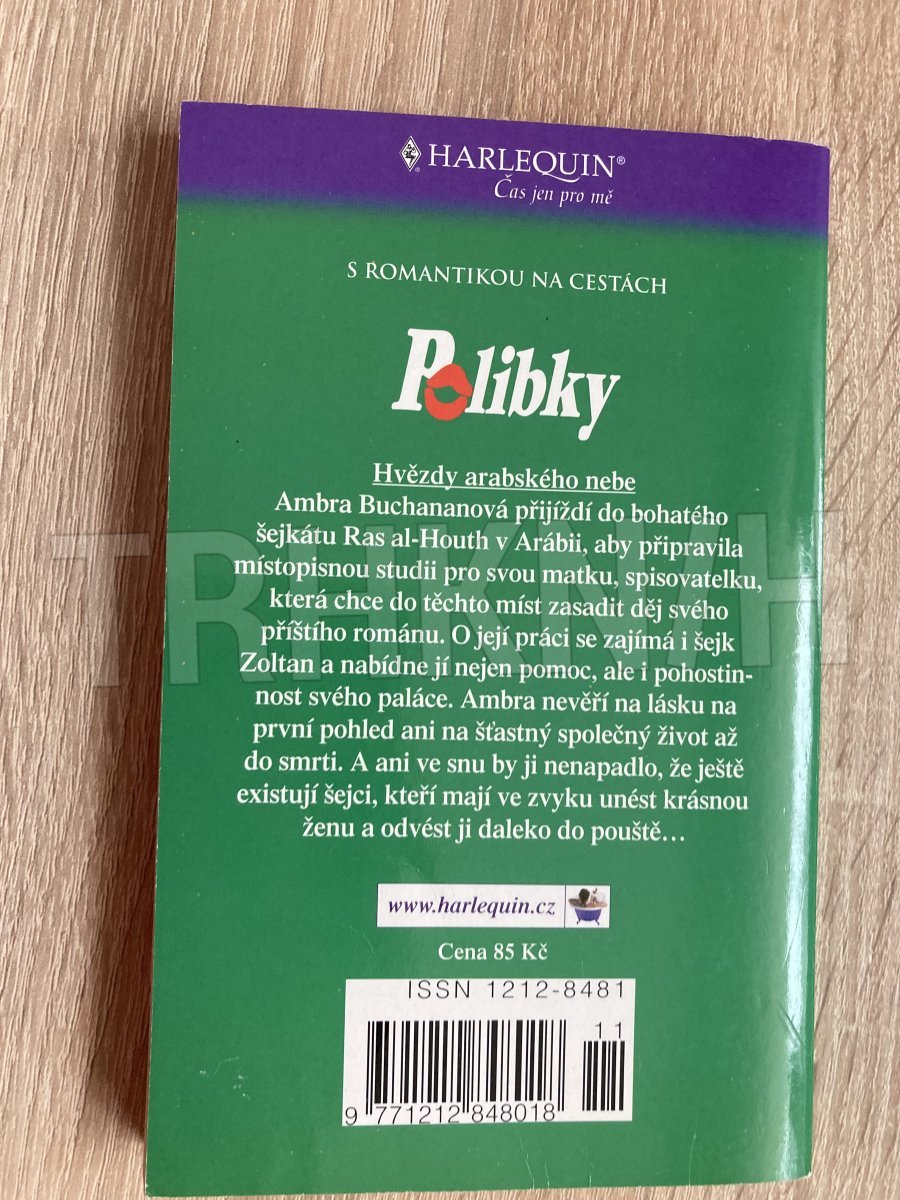 HARLEQUIN®
Čas jen pro mě
S ROMANTIKOU NA CESTÁCH
Polibky
Hvězdy arabského nebe
Ambra Buchananová přijíždí do bohatého
šejkátu Ras al-Houth v Arábii, aby připravila
místopisnou studii pro svou matku, spisovatelku,
která chce do těchto míst zasadit děj svého
příštího románu. O její práci se zajímá i šejk
Zoltan a nabídne jí nejen pomoc, ale i pohostin-
nost svého paláce. Ambra nevěří na lásku na
první pohled ani na šťastný společný život až
do smrti. A ani ve snu by ji nenapadlo, že ještě
existují šejci, kteří mají ve zvyku unést krásnou
ženu a odvést ji daleko do pouště...
www.harlequin.cz
Cena 85 Kč
ISSN 1212-8481
11
9 771212 848018
TRHKNIH